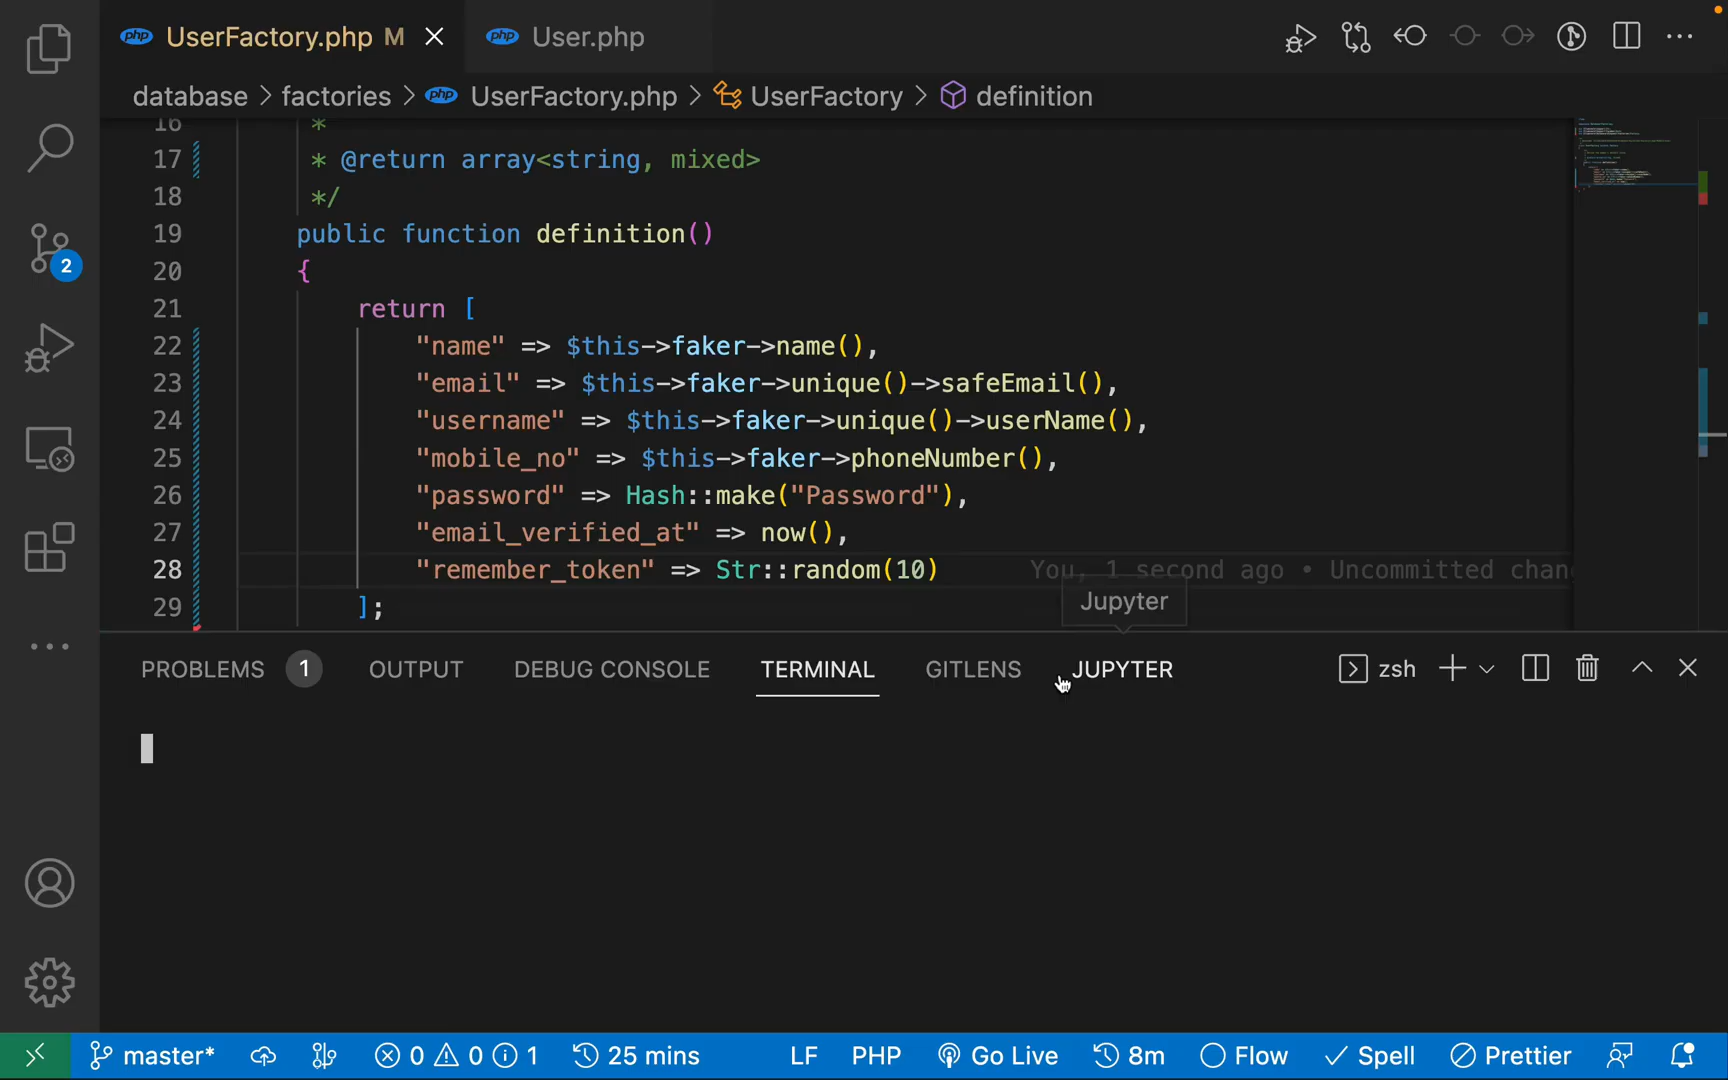 php UserFactory.php M
php User.php
database > factories > php UserFactory.php > UserFactory > definition
16 *
17 * @return array<string, mixed>
18 */
19 public function definition()
20 {
21 return [
22 "name" => $this->faker->name(),
23 "email" => $this->faker->unique()->safeEmail(),
24 "username" => $this->faker->unique()->userName(),
25 "mobile_no" => $this->faker->phoneNumber(),
26 "password" => Hash::make("Password"),
27 "email_verified_at" => now(),
28 "remember_token" => Str::random(10) You, 1 second ago • Uncommitted chan
29 ];
Jupyter
2
PROBLEMS 1 OUTPUT DEBUG CONSOLE TERMINAL GITLENS JUPYTER zsh
master* 0 0 1 25 mins LF PHP Go Live 8m Flow Spell Prettier